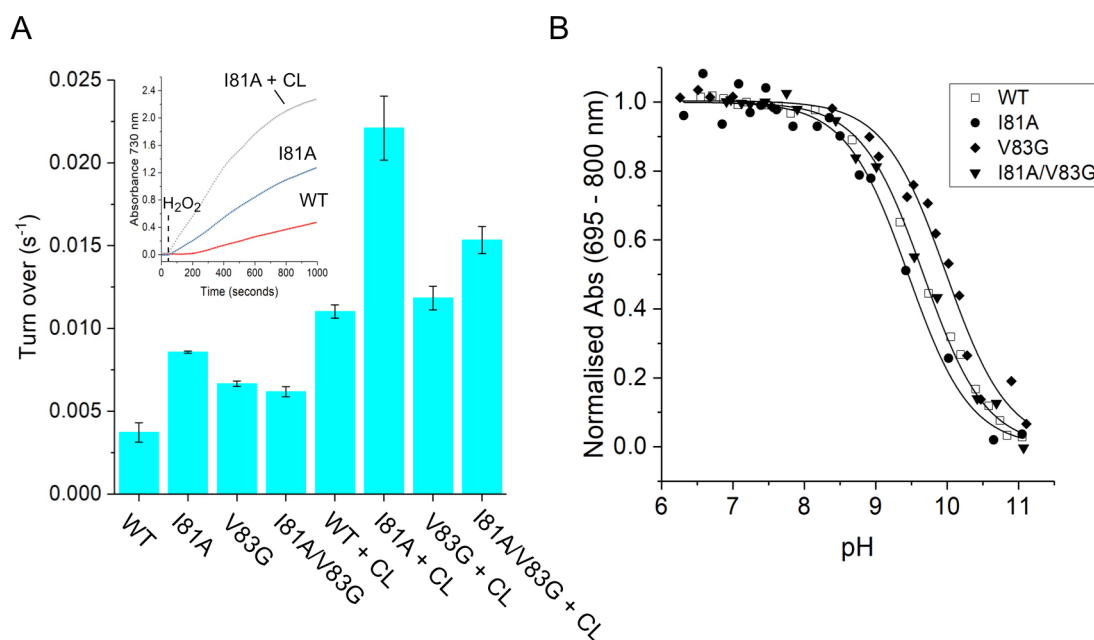 A
Turn over (s⁻¹)
0.025
0.020
0.015
0.010
0.005
0.000
WT
I81A
V83G
I81A/V83G
WT + CL
I81A + CL
V83G + CL
I81A/V83G + CL
Absorbance 730 nm
2.4
2.0
1.6
1.2
0.8
0.4
0.0
I81A + CL
I81A
WT
H₂O₂
0
200
400
600
800
1000
Time (seconds)
B
Normalised Abs (695 - 800 nm)
1.0
0.8
0.6
0.4
0.2
0.0
WT
I81A
V83G
I81A/V83G
6
7
8
9
10
11
pH